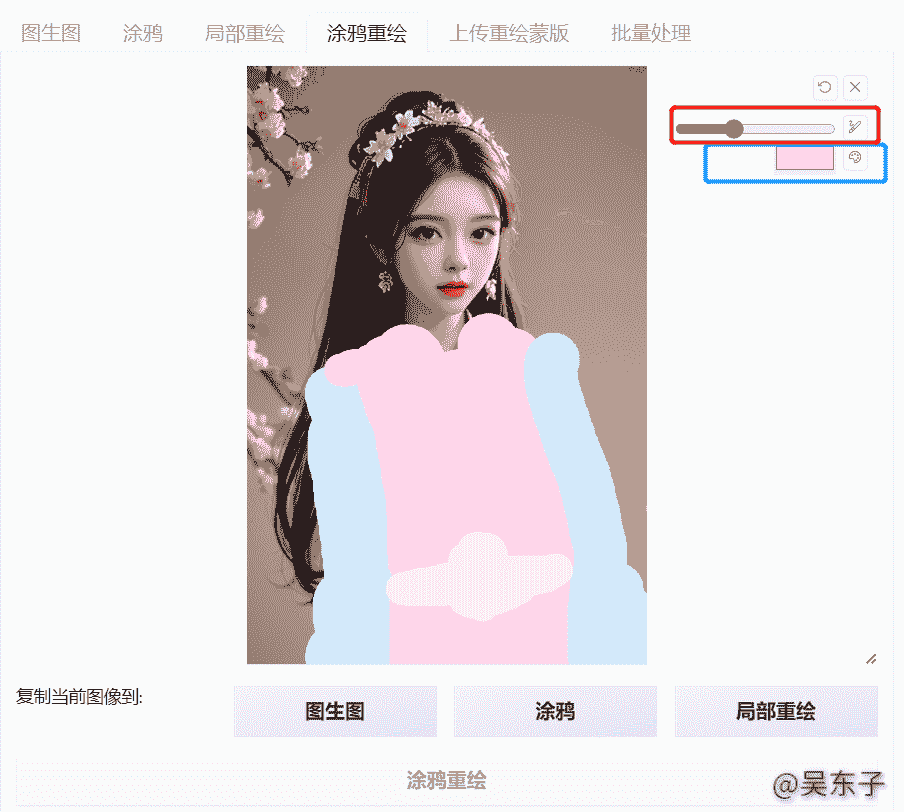 图生图 涂鸦 局部重绘 涂鸦重绘 上传重绘蒙版 批量处理
复制当前图像到:
图生图 涂鸦 局部重绘
涂鸦重绘
@吴东子